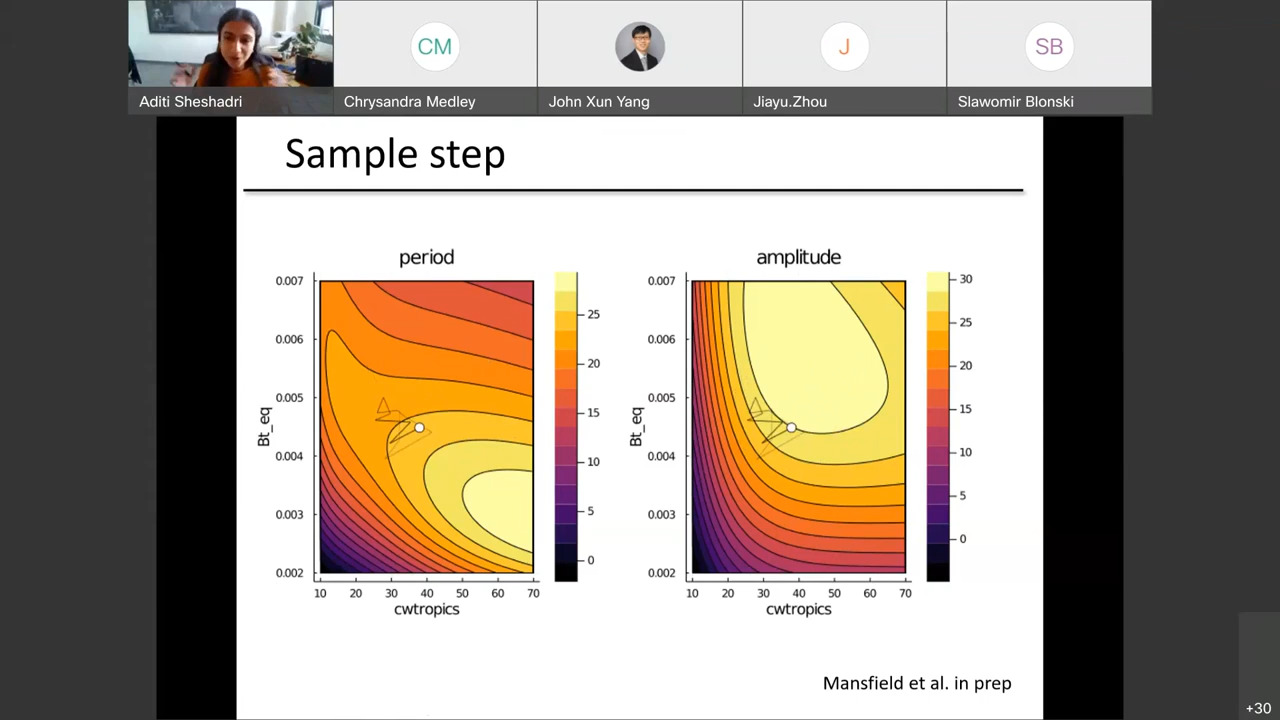 CM
J
SB
Aditi Sheshadri
Chrysandra Medley
John Xun Yang
Jiayu.Zhou
Slawomir Blonski
Sample step
period
0.007
0.006
0.005
0.004
0.003
0.002
Bt_eq
10 20 30 40 50 60 70
cwtropics
25
20
15
10
5
0
amplitude
0.007
0.006
0.005
0.004
0.003
0.002
Bt_eq
10 20 30 40 50 60 70
cwtropics
30
25
20
15
10
5
0
Mansfield et al. in prep
+30